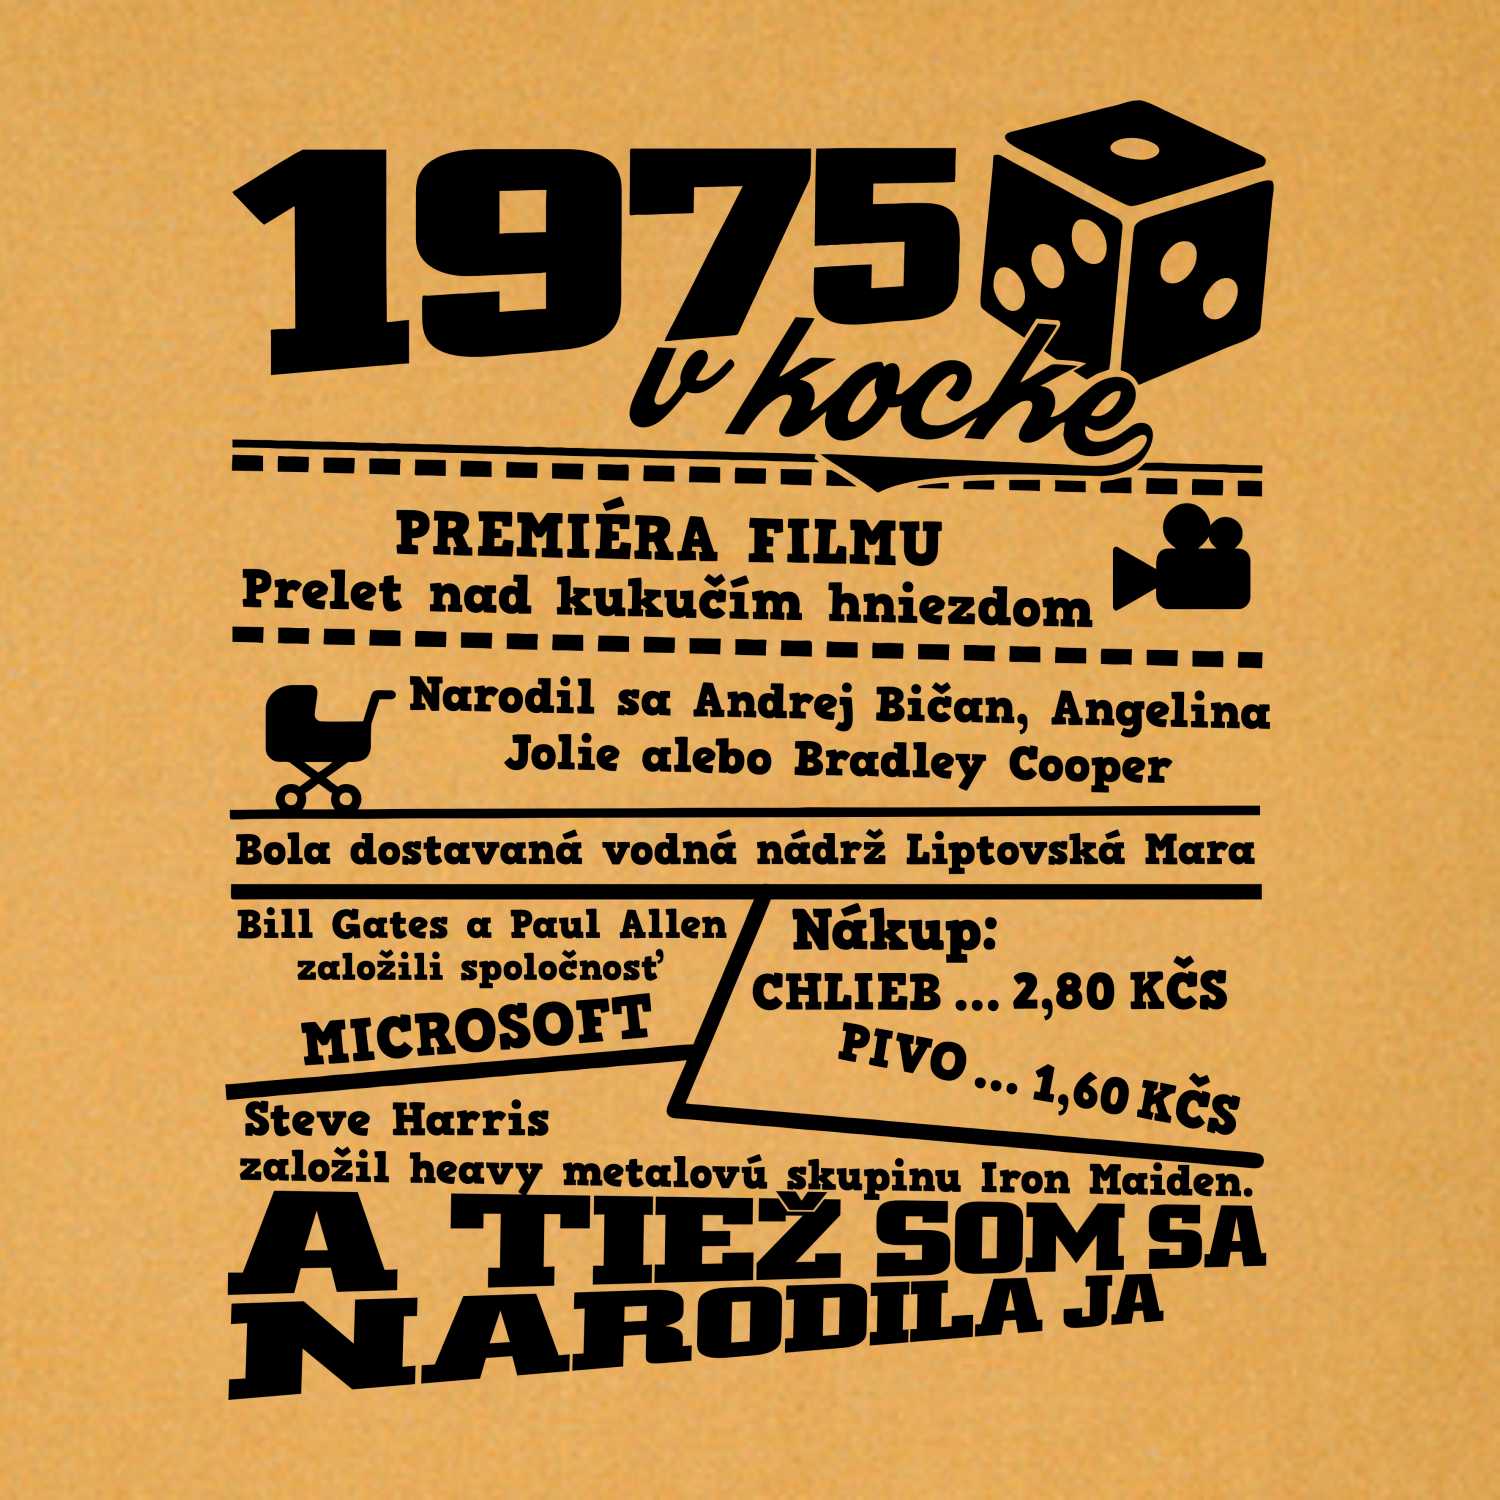 1975
v kocke
PREMIÉRA FILMU
Prelet nad kukučím hniezdom
Narodil sa Andrej Bičan, Angelina
Jolie alebo Bradley Cooper
Bola dostavaná vodná nádrž Liptovská Mara
Bill Gates a Paul Allen
založili spoločnosť
MICROSOFT
Nákup:
CHLIEB ... 2,80 KČS
PIVO ... 1,60 KČS
Steve Harris
založil heavy metalovú skupinu Iron Maiden.
A TIEŽ SOM SA
NARODILA JA